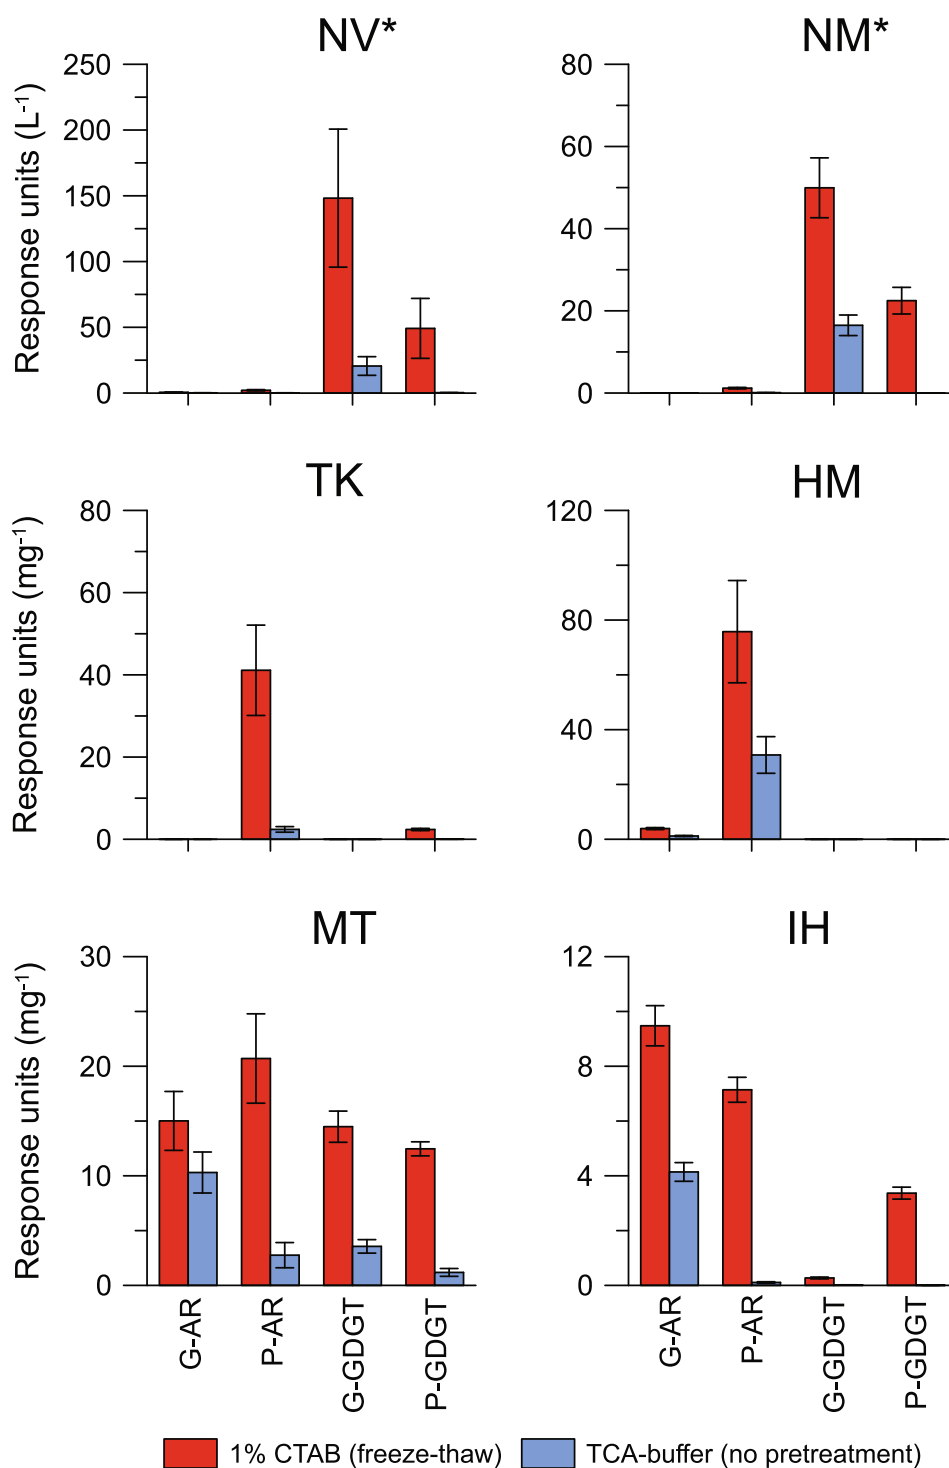 NV*
NM*
Response units (L⁻¹)
250
200
150
100
50
0
80
60
40
20
0
TK
HM
Response units (mg⁻¹)
80
60
40
20
0
120
80
40
0
MT
IH
Response units (mg⁻¹)
30
20
10
0
12
8
4
0
G-AR
P-AR
G-GDGT
P-GDGT
G-AR
P-AR
G-GDGT
P-GDGT
1% CTAB (freeze-thaw)
TCA-buffer (no pretreatment)